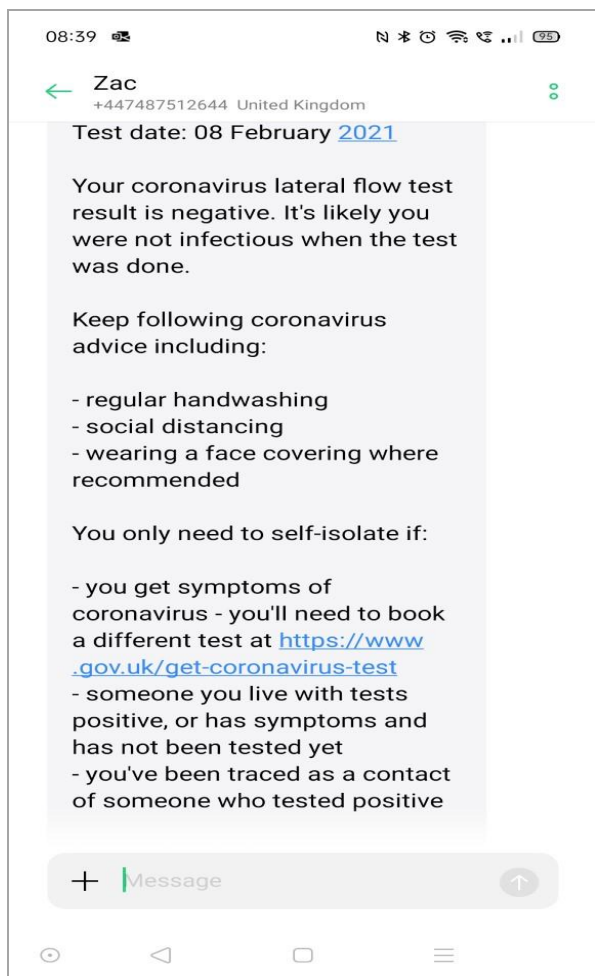 08:39
95
Zac
+447487512644 United Kingdom
Test date: 08 February 2021
Your coronavirus lateral flow test
result is negative. It's likely you
were not infectious when the test
was done.
Keep following coronavirus
advice including:
- regular handwashing
- social distancing
- wearing a face covering where
recommended
You only need to self-isolate if:
- you get symptoms of
coronavirus - you'll need to book
a different test at https://www
.gov.uk/get-coronavirus-test
- someone you live with tests
positive, or has symptoms and
has not been tested yet
- you've been traced as a contact
of someone who tested positive
Message